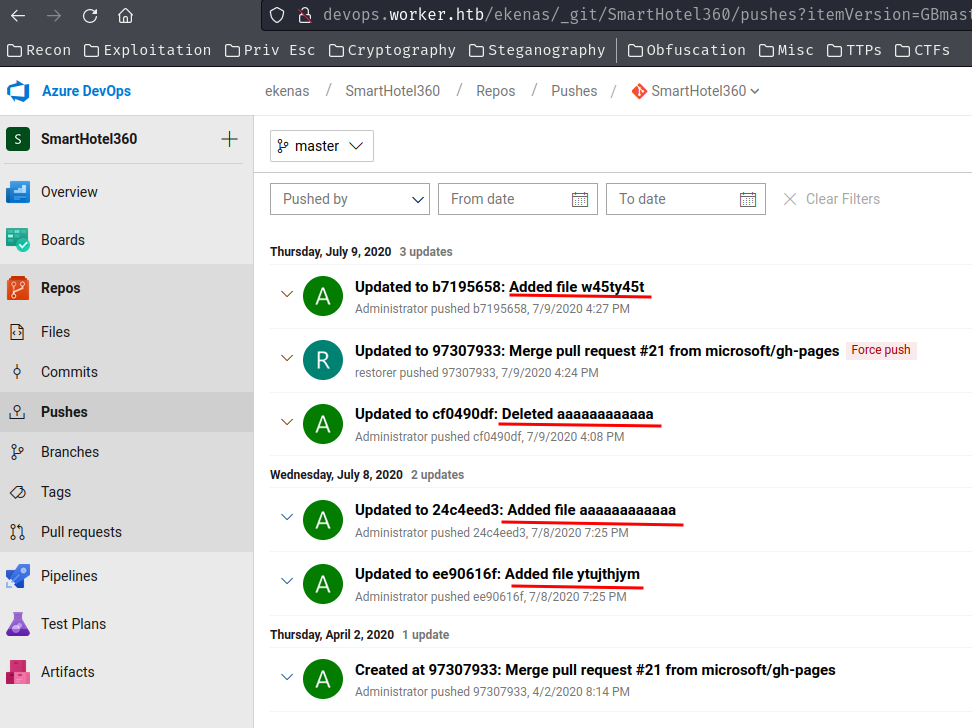 devops.worker.htb/ekenas/_git/SmartHotel360/pushes?itemVersion=GBmast
Recon Exploitation Priv Esc Cryptography Steganography Obfuscation Misc TTPs CTFs
Azure DevOps
ekenas / SmartHotel360 / Repos / Pushes / SmartHotel360
S SmartHotel360
master
Overview
Boards
Repos
Files
Commits
Pushes
Branches
Tags
Pull requests
Pipelines
Test Plans
Artifacts
Pushed by From date To date Clear Filters
Thursday, July 9, 2020 3 updates
A
Updated to b7195658: Added file w45ty45t
Administrator pushed b7195658, 7/9/2020 4:27 PM
R
Updated to 97307933: Merge pull request #21 from microsoft/gh-pages Force push
restorer pushed 97307933, 7/9/2020 4:24 PM
A
Updated to cf0490df: Deleted aaaaaaaaaaaa
Administrator pushed cf0490df, 7/9/2020 4:08 PM
Wednesday, July 8, 2020 2 updates
A
Updated to 24c4eed3: Added file aaaaaaaaaaaa
Administrator pushed 24c4eed3, 7/8/2020 7:25 PM
A
Updated to ee90616f: Added file ytujthjym
Administrator pushed ee90616f, 7/8/2020 7:25 PM
Thursday, April 2, 2020 1 update
A
Created at 97307933: Merge pull request #21 from microsoft/gh-pages
Administrator pushed 97307933, 4/2/2020 8:14 PM